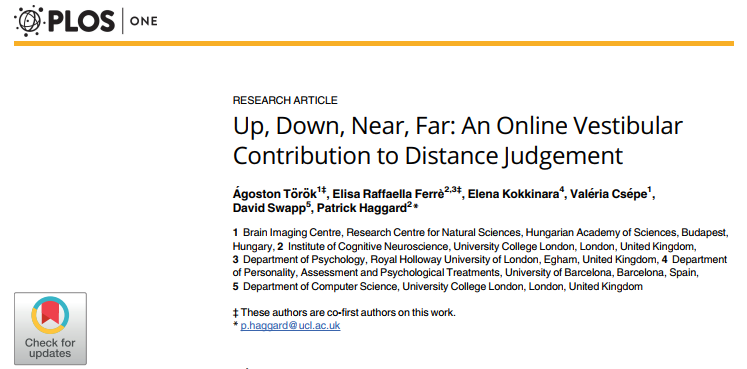 PLOS ONE
RESEARCH ARTICLE
Up, Down, Near, Far: An Online Vestibular
Contribution to Distance Judgement
Ágoston Török1‡, Elisa Raffaella Ferrè2,3‡, Elena Kokkinara4, Valéria Csépe1,
David Swapp5, Patrick Haggard2*
1 Brain Imaging Centre, Research Centre for Natural Sciences, Hungarian Academy of Sciences, Budapest,
Hungary, 2 Institute of Cognitive Neuroscience, University College London, London, United Kingdom,
3 Department of Psychology, Royal Holloway University of London, Egham, United Kingdom, 4 Department
of Personality, Assessment and Psychological Treatments, University of Barcelona, Barcelona, Spain,
5 Department of Computer Science, University College London, London, United Kingdom
‡ These authors are co-first authors on this work.
* p.haggard@ucl.ac.uk
Check for
updates